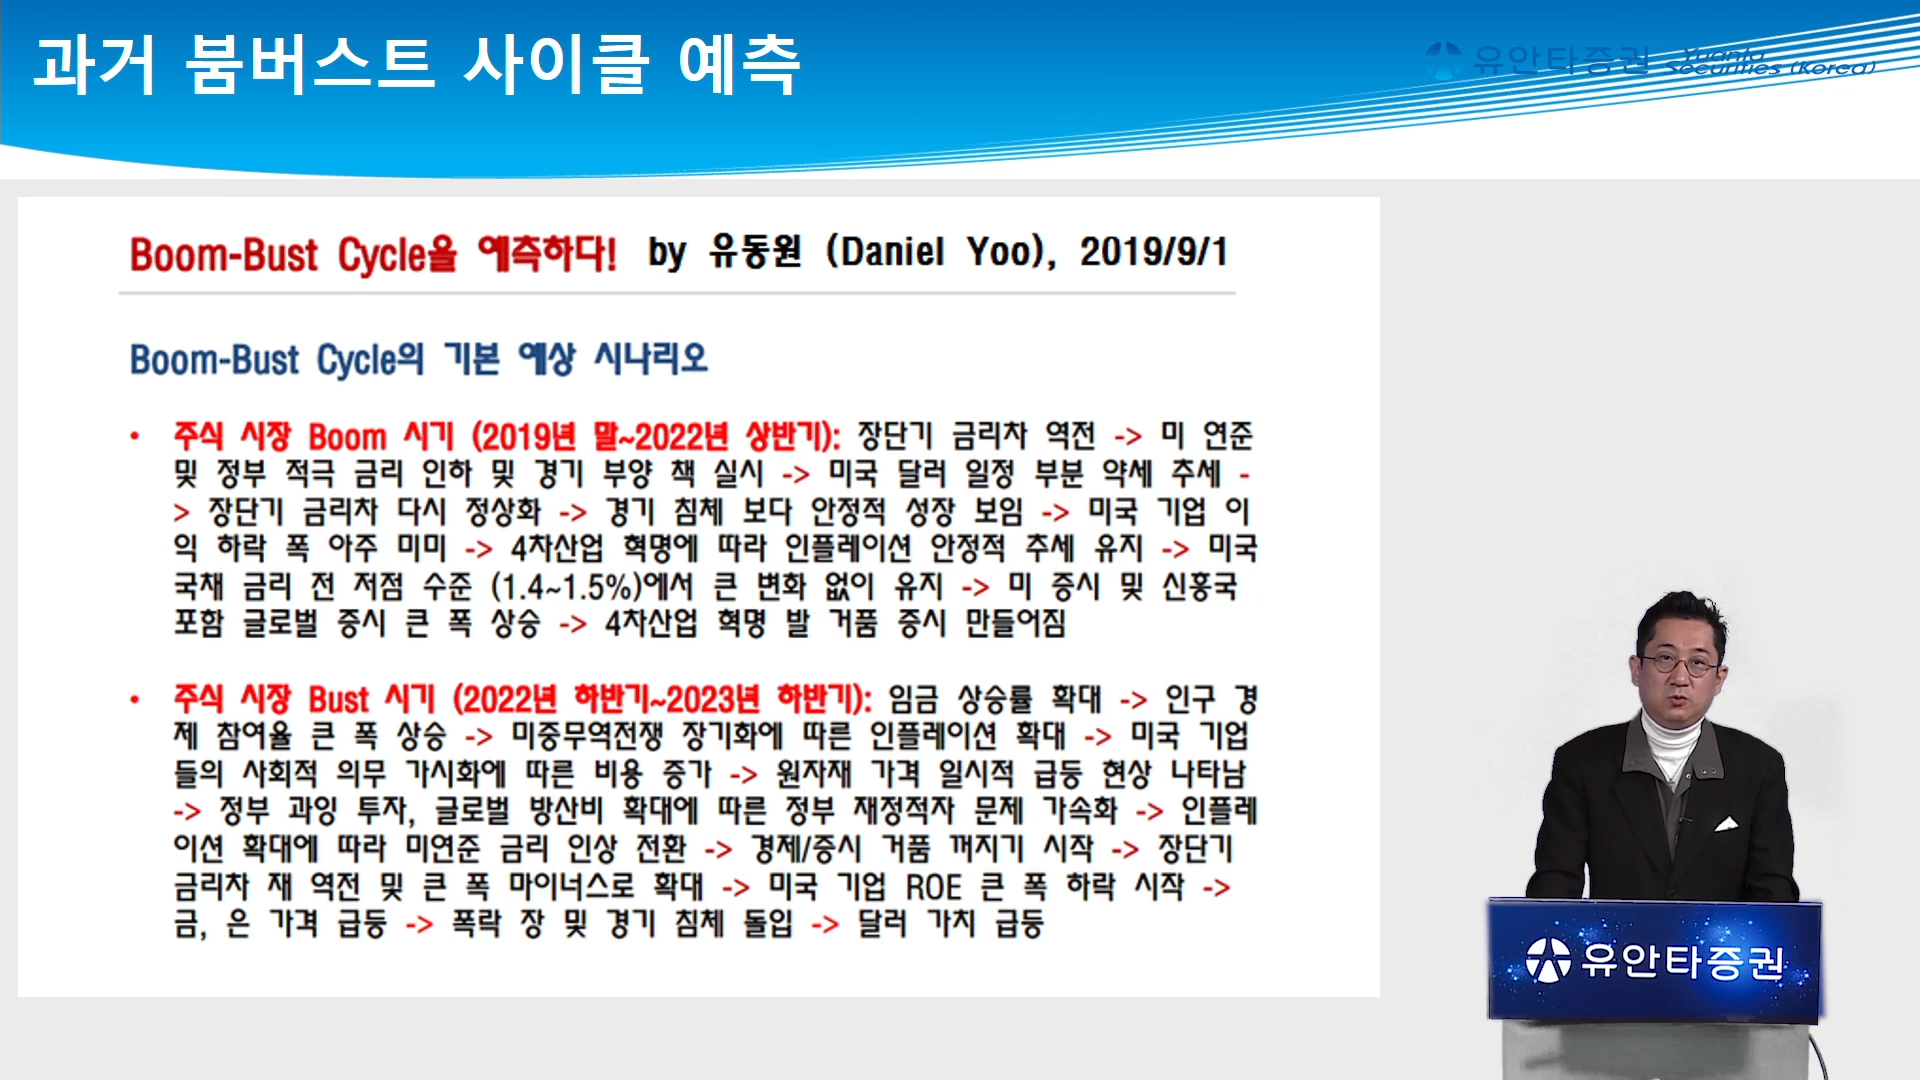 과거 붐버스트 사이클 예측
유안타증권 Yuanta Securities (Korea)
Boom-Bust Cycle을 예측하다! by 유동원 (Daniel Yoo), 2019/9/1
Boom-Bust Cycle의 기본 예상 시나리오
• 주식 시장 Boom 시기 (2019년 말~2022년 상반기): 장단기 금리차 역전 -> 미 연준
및 정부 적극 금리 인하 및 경기 부양 책 실시 -> 미국 달러 일정 부분 약세 추세 -
> 장단기 금리차 다시 정상화 -> 경기 침체 보다 안정적 성장 보임 -> 미국 기업 이
익 하락 폭 아주 미미 -> 4차산업 혁명에 따라 인플레이션 안정적 추세 유지 -> 미국
국채 금리 전 저점 수준 (1.4~1.5%)에서 큰 변화 없이 유지 -> 미 증시 및 신흥국
포함 글로벌 증시 큰 폭 상승 -> 4차산업 혁명 발 거품 증시 만들어짐
• 주식 시장 Bust 시기 (2022년 하반기~2023년 하반기): 임금 상승률 확대 -> 인구 경
제 참여율 큰 폭 상승 -> 미중무역전쟁 장기화에 따른 인플레이션 확대 -> 미국 기업
들의 사회적 의무 가시화에 따른 비용 증가 -> 원자재 가격 일시적 급등 현상 나타남
-> 정부 과잉 투자, 글로벌 방산비 확대에 따른 정부 재정적자 문제 가속화 -> 인플레
이션 확대에 따라 미연준 금리 인상 전환 -> 경제/증시 거품 꺼지기 시작 -> 장단기
금리차 재 역전 및 큰 폭 마이너스로 확대 -> 미국 기업 ROE 큰 폭 하락 시작 ->
금, 은 가격 급등 -> 폭락 장 및 경기 침체 돌입 -> 달러 가치 급등
유안타증권